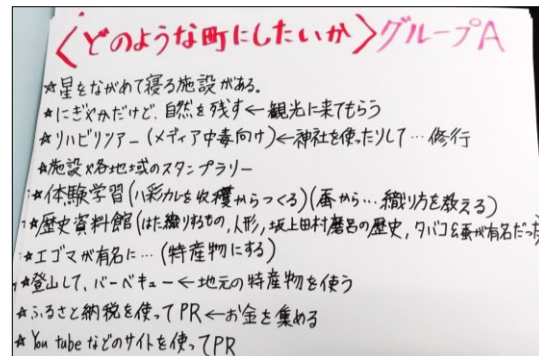 〈どのような町にしたいか〉グループA
☆星をながめて寝る施設がある。
☆にぎやかだけど、自然を残す←観光に来てもらう
☆リハビリツアー(メディア中毒向け)←神社を使ったりして…修行
☆施設×各地域のスタンプラリー
☆体験学習(八彩カレーを収穫からつくる)(蚕から…織り方を教える)
☆歴史資料館(はた織りもの,人形,坂上田村麿呂の歴史,タバコ&蚕が有名だった
☆エゴマが有名に…(特産物にする)
☆登山して、バーベキュー←地元の特産物を使う
☆ふるさと納税を使ってPR←お金を集める
☆You tubeなどのサイトを使ってPR